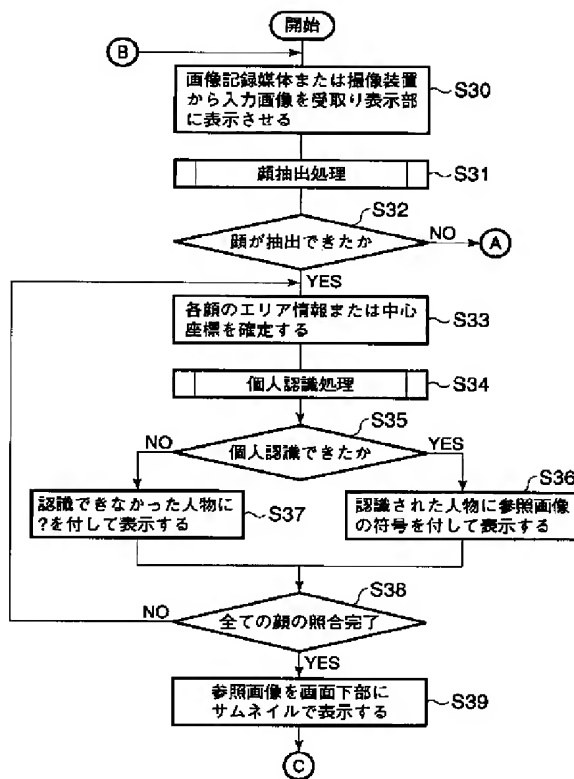 開始
B
画像記録媒体または撮像装置
から入力画像を受取り表示部
に表示させる
S30
顔抽出処理
S31
S32
顔が抽出できたか
NO
A
YES
各顔のエリア情報または中心
座標を確定する
S33
個人認識処理
S34
S35
NO
個人認識できたか
YES
S36
認識できなかった人物に
?を付して表示する
S37
認識された人物に参照画像
の符号を付して表示する
S38
NO
全ての顔の照合完了
YES
参照画像を画面下部に
サムネイルで表示する
S39
C